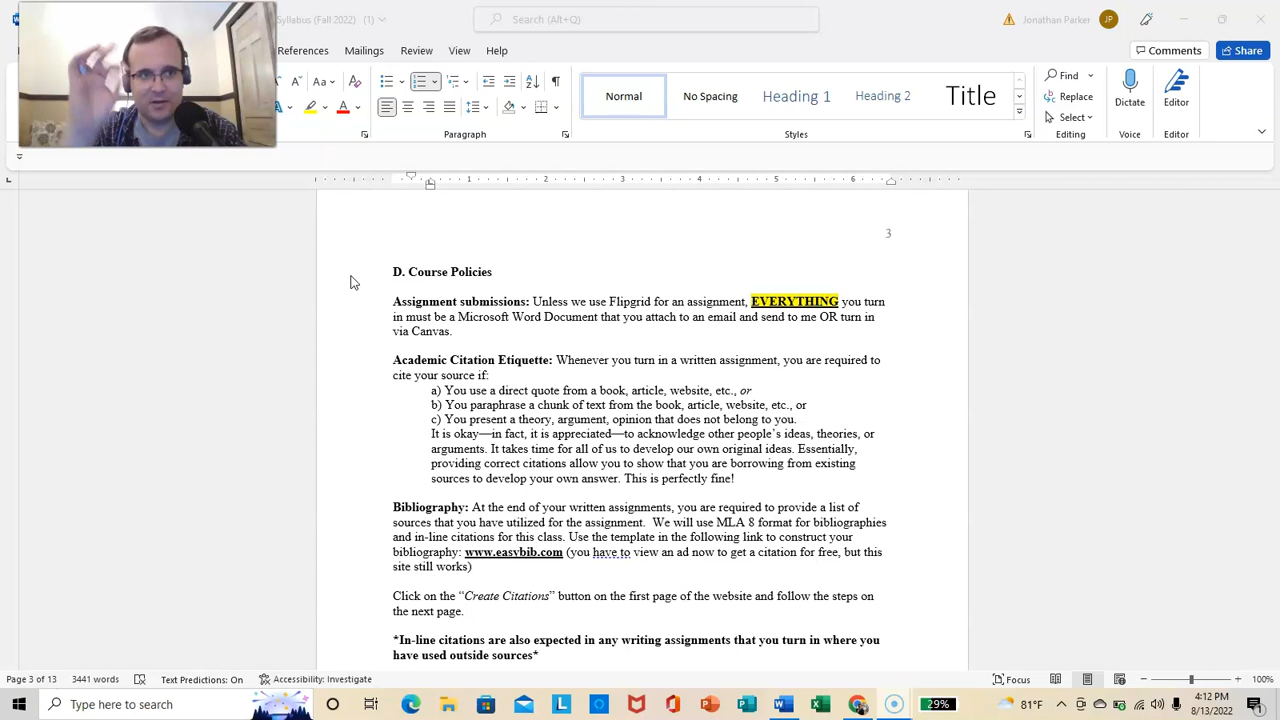 Syllabus (Fall 2022) (1)
Search (Alt+Q)
Jonathan Parker
JP
References Mailings Review View Help
Comments
Share
Aa
A
Normal
No Spacing
Heading 1
Heading 2
Title
Find
Replace
Select
Dictate
Editor
Paragraph
Styles
Editing
Voice
Editor
1 2 3 4 5 6
3
D. Course Policies
Assignment submissions: Unless we use Flipgrid for an assignment, EVERYTHING you turn
in must be a Microsoft Word Document that you attach to an email and send to me OR turn in
via Canvas.
Academic Citation Etiquette: Whenever you turn in a written assignment, you are required to
cite your source if:
a) You use a direct quote from a book, article, website, etc., or
b) You paraphrase a chunk of text from the book, article, website, etc., or
c) You present a theory, argument, opinion that does not belong to you.
It is okay—in fact, it is appreciated—to acknowledge other people’s ideas, theories, or
arguments. It takes time for all of us to develop our own original ideas. Essentially,
providing correct citations allow you to show that you are borrowing from existing
sources to develop your own answer. This is perfectly fine!
Bibliography: At the end of your written assignments, you are required to provide a list of
sources that you have utilized for the assignment. We will use MLA 8 format for bibliographies
and in-line citations for this class. Use the template in the following link to construct your
bibliography: www.easybib.com (you have to view an ad now to get a citation for free, but this
site still works)
Click on the “Create Citations” button on the first page of the website and follow the steps on
the next page.
*In-line citations are also expected in any writing assignments that you turn in where you
have used outside sources*
Page 3 of 13 3441 words Text Predictions: On Accessibility: Investigate
Focus
100%
Type here to search
29%
81°F
4:12 PM
8/13/2022